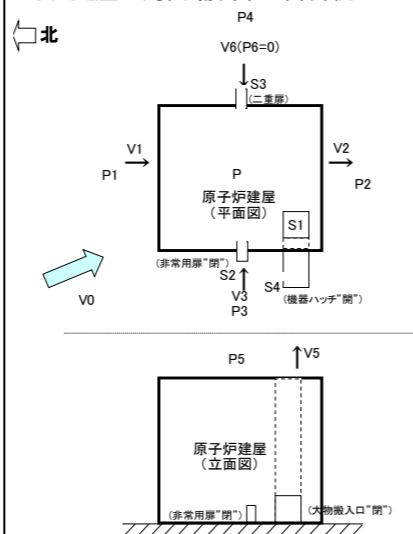 北
P4
V6(P6=0)
S3
(二重扉)
V1
V2
P1
P
P2
原子炉建屋
(平面図)
S1
(非常用扉"閉")
S2
S4
(機器ハッチ"開")
V3
P3
V0
P5
V5
原子炉建屋
(立面図)
(非常用扉"閉")
(大物搬入口"閉")